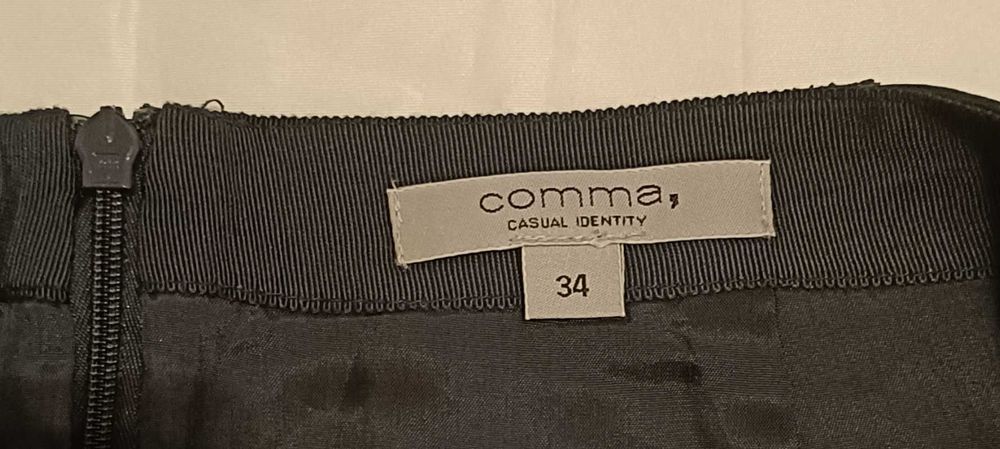 comma,
CASUAL IDENTITY
34